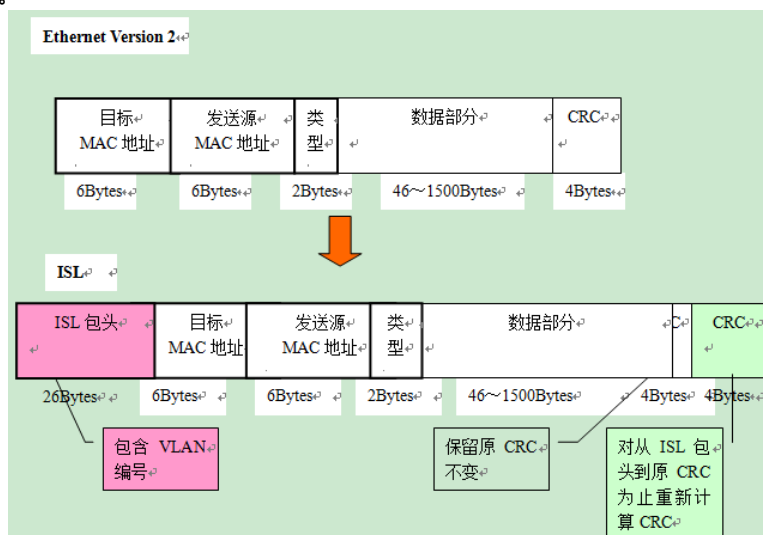 。
Ethernet Version 2
目标 发送源 类 数据部分 CRC
MAC 地址 MAC 地址 型
6Bytes 6Bytes 2Bytes 46～1500Bytes 4Bytes
ISL
ISL 包头 目标 发送源 类 数据部分 C CRC
MAC 地址 MAC 地址 型
26Bytes 6Bytes 6Bytes 2Bytes 46～1500Bytes 4Bytes 4Bytes
包含 VLAN
编号
保留原 CRC
不变
对从 ISL 包
头到原 CRC
为止重新计
算 CRC